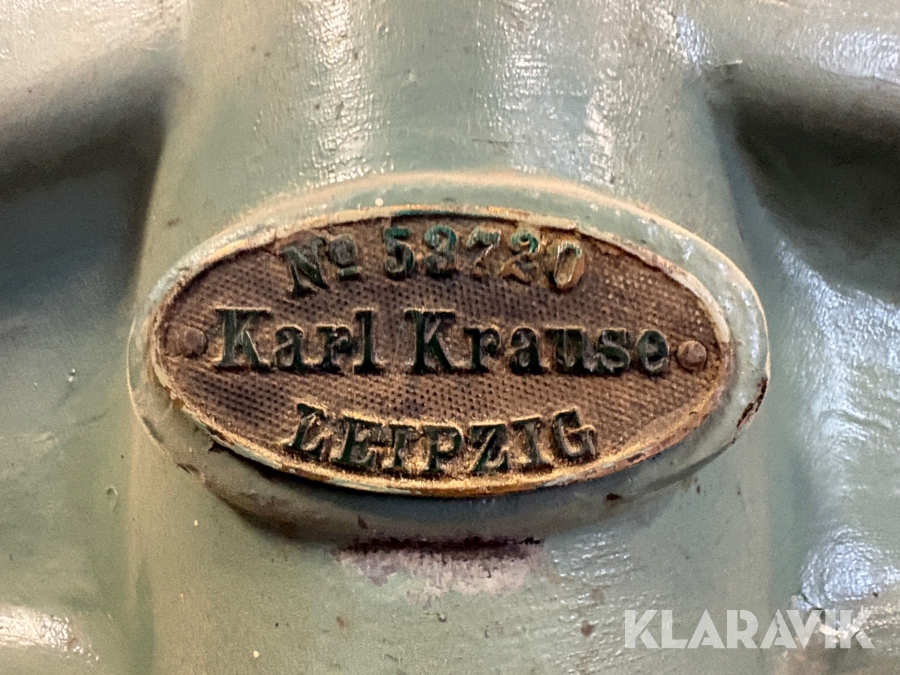 Nº 53720
Karl Krause
LEIPZIG
KLARAVIK